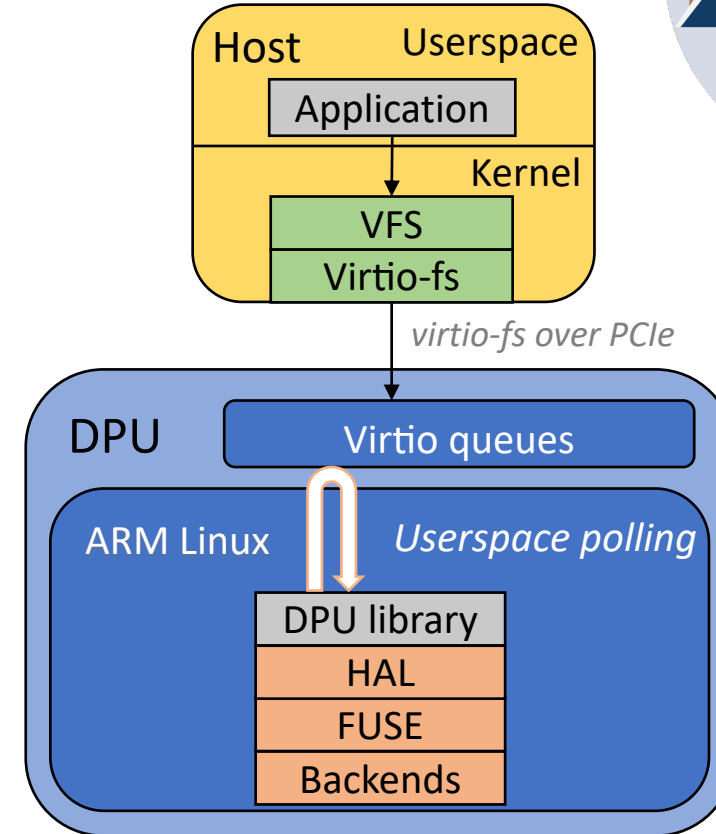 Host
Userspace
Application
Kernel
VFS
Virtio-fs
virtio-fs over PCIe
DPU
Virtio queues
ARM Linux
Userspace polling
DPU library
HAL
FUSE
Backends